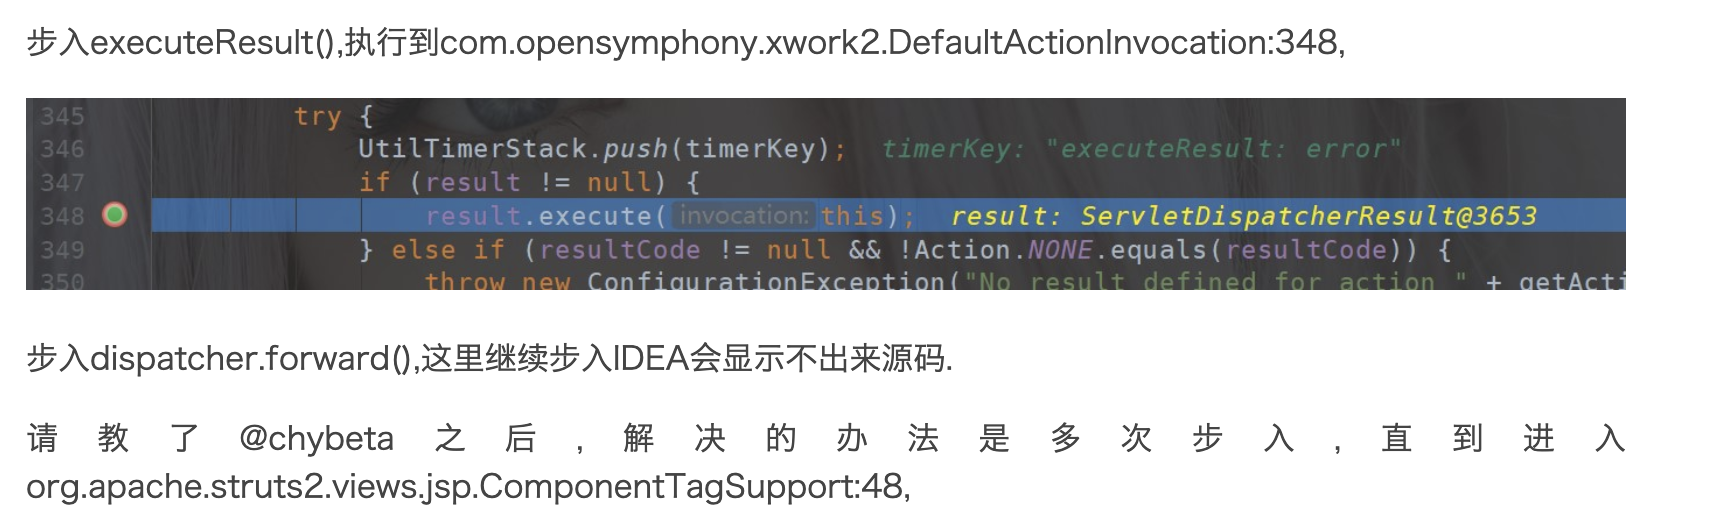 步入executeResult(),执行到com.opensymphony.xwork2.DefaultActionInvocation:348,
345 try {
346 UtilTimerStack.push(timerKey); timerKey: "executeResult: error"
347 if (result != null) {
348 result.execute( invocation: this); result: ServletDispatcherResult@3653
349 } else if (resultCode != null && !Action.NONE.equals(resultCode)) {
350 throw new ConfigurationException("No result defined for action " + getActi
步入dispatcher.forward(),这里继续步入IDEA会显示不出来源码.
请教了@chybeta之后,解决的办法是多次步入,直到进入
org.apache.struts2.views.jsp.ComponentTagSupport:48,